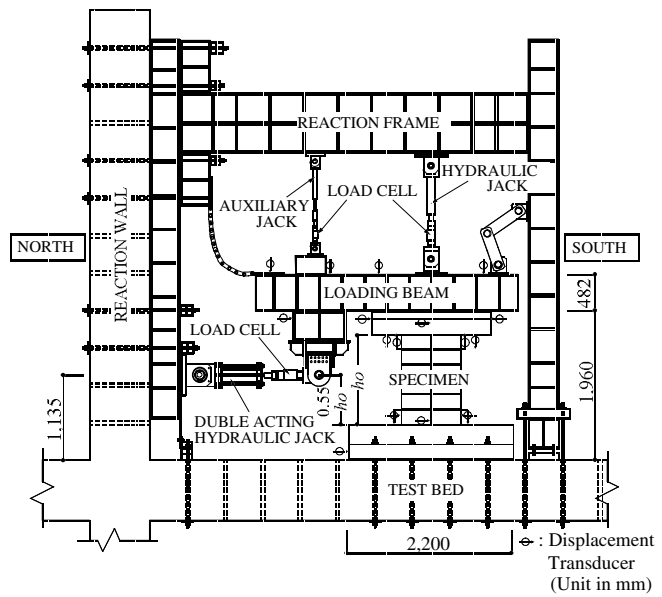 REACTION FRAME
HYDRAULIC
JACK
AUXILIARY
JACK
LOAD CELL
REACTION WALL
NORTH
SOUTH
LOADING BEAM
482
LOAD CELL
SPECIMEN
0.55
ho
ho
1,960
1,135
DUBLE ACTING
HYDRAULIC JACK
TEST BED
2,200
: Displacement
Transducer
(Unit in mm)